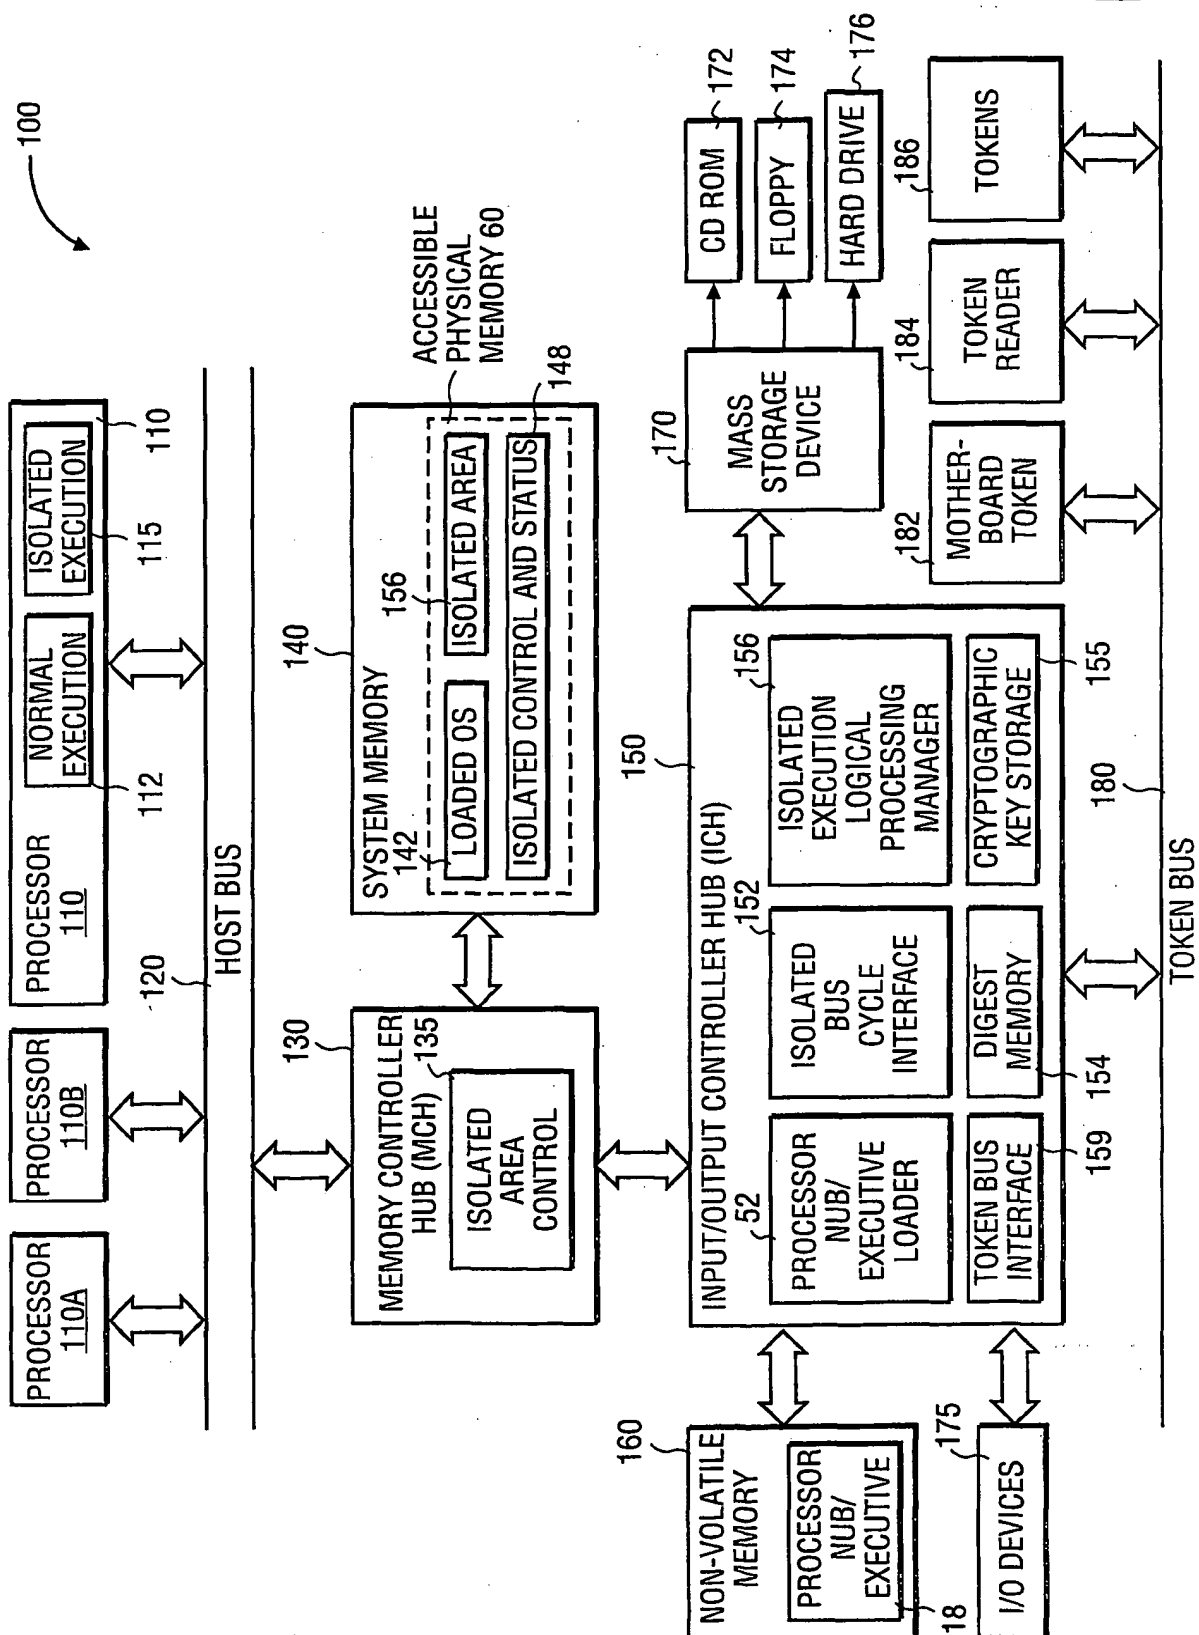 100
PROCESSOR
110A
PROCESSOR
110B
PROCESSOR
110
NORMAL
EXECUTION
112
ISOLATED
EXECUTION
115
110
120
HOST BUS
130
MEMORY CONTROLLER
HUB (MCH)
135
ISOLATED
AREA
CONTROL
140
SYSTEM MEMORY
142
LOADED OS
156
ISOLATED AREA
ISOLATED CONTROL AND STATUS
148
ACCESSIBLE
PHYSICAL
MEMORY 60
160
NON-VOLATILE
MEMORY
PROCESSOR
NUB/
EXECUTIVE
18
175
I/O DEVICES
150
INPUT/OUTPUT CONTROLLER HUB (ICH)
52
PROCESSOR
NUB/
EXECUTIVE
LOADER
152
ISOLATED
BUS
CYCLE
INTERFACE
156
ISOLATED
EXECUTION
LOGICAL
PROCESSING
MANAGER
TOKEN BUS
INTERFACE
159
DIGEST
MEMORY
154
CRYPTOGRAPHIC
KEY STORAGE
155
170
MASS
STORAGE
DEVICE
CD ROM
172
FLOPPY
174
HARD DRIVE
176
182
MOTHER-
BOARD
TOKEN
184
TOKEN
READER
186
TOKENS
180
TOKEN BUS